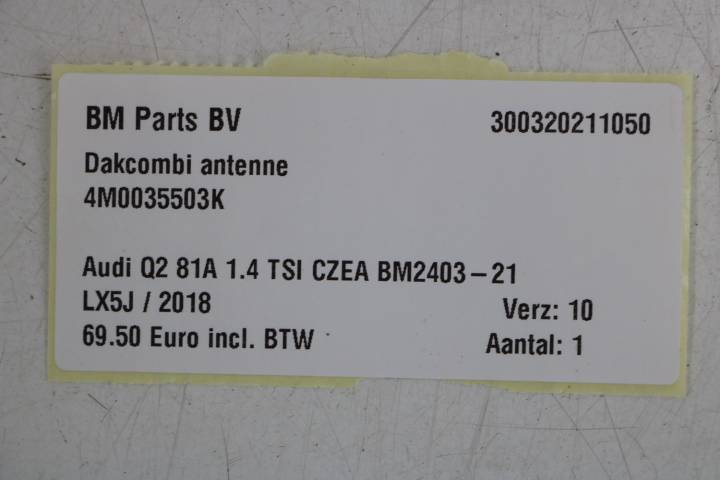 BM Parts BV 300320211050
Dakcombi antenne
4M0035503K
Audi Q2 81A 1.4 TSI CZEA BM2403-21
LX5J / 2018 Verz: 10
69.50 Euro incl. BTW Aantal: 1